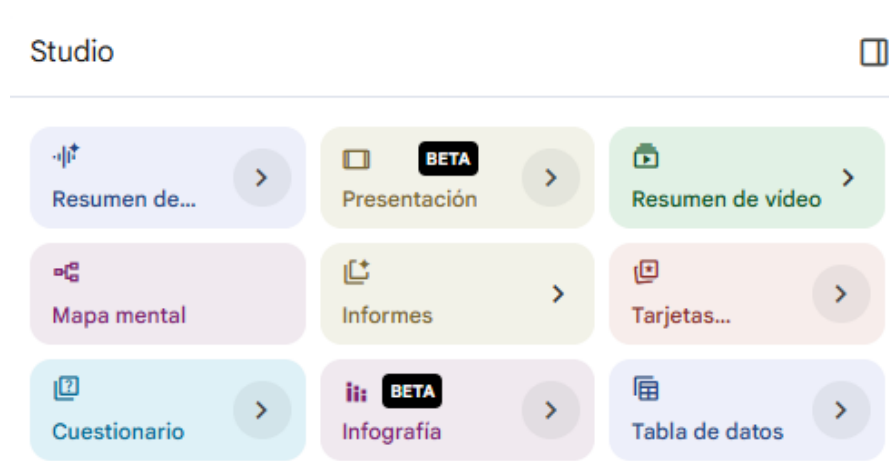 Studio
Resumen de...
BETA
Presentación
Resumen de vídeo
Mapa mental
Informes
Tarjetas...
Cuestionario
BETA
Infografía
Tabla de datos